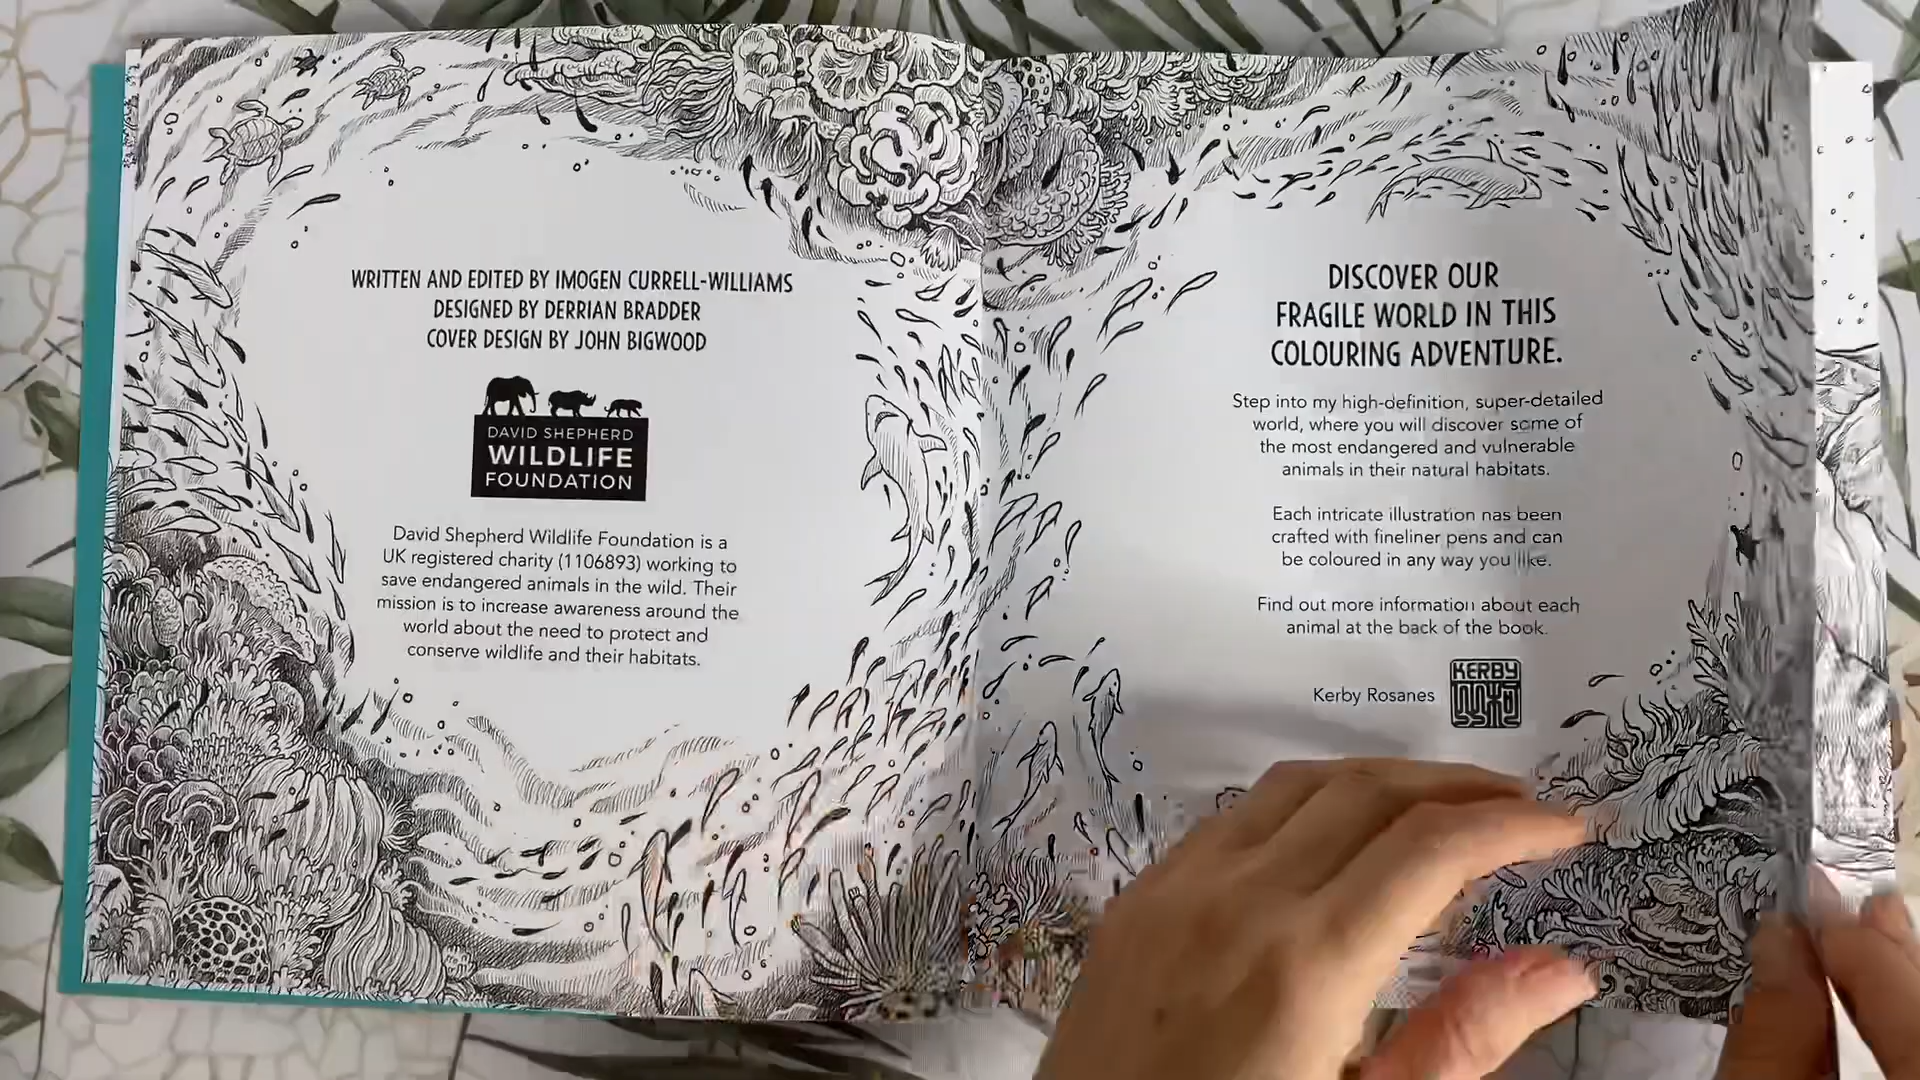 WRITTEN AND EDITED BY IMOGEN CURRELL-WILLIAMS
DESIGNED BY DERRIAN BRADDER
COVER DESIGN BY JOHN BIGWOOD
DAVID SHEPHERD
WILDLIFE
FOUNDATION
David Shepherd Wildlife Foundation is a
UK registered charity (1106893) working to
save endangered animals in the wild. Their
mission is to increase awareness around the
world about the need to protect and
conserve wildlife and their habitats.
DISCOVER OUR
FRAGILE WORLD IN THIS
COLOURING ADVENTURE.
Step into my high-definition, super-detailed
world, where you will discover some of
the most endangered and vulnerable
animals in their natural habitats.
Each intricate illustration has been
crafted with fineliner pens and can
be coloured in any way you like.
Find out more information about each
animal at the back of the book.
Kerby Rosanes
KERBY